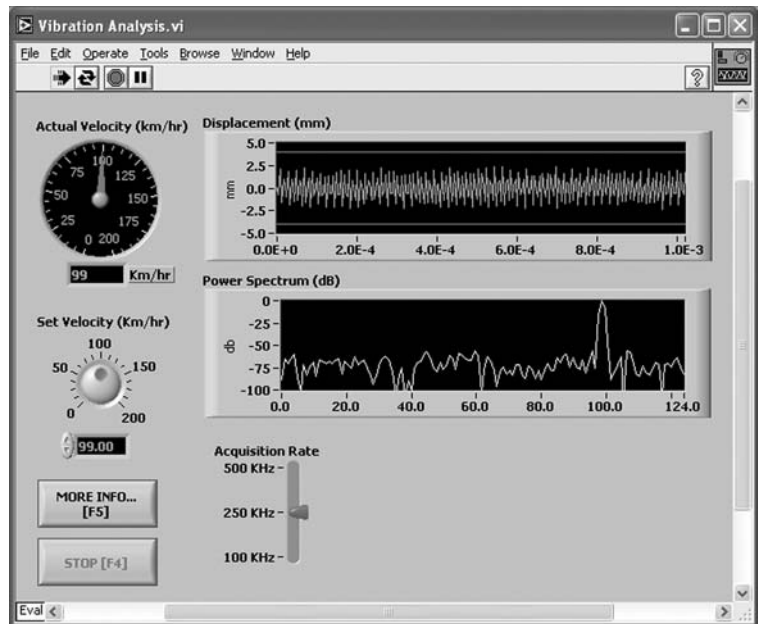 Vibration Analysis.vi
File Edit Operate Tools Browse Window Help
Actual Velocity (km/hr)
100
75 125
50 150
25 175
0 200
99 Km/hr
Set Velocity (Km/hr)
100
50 150
0 200
99.00
MORE INFO...
[F5]
STOP [F4]
Displacement (mm)
5.0
2.5
0.0
-2.5
-5.0
mm
0.0E+0 2.0E-4 4.0E-4 6.0E-4 8.0E-4 1.0E-3
Power Spectrum (dB)
0
-25
-50
-75
-100
db
0.0 20.0 40.0 60.0 80.0 100.0 124.0
Acquisition Rate
500 KHz
250 KHz
100 KHz
Eval